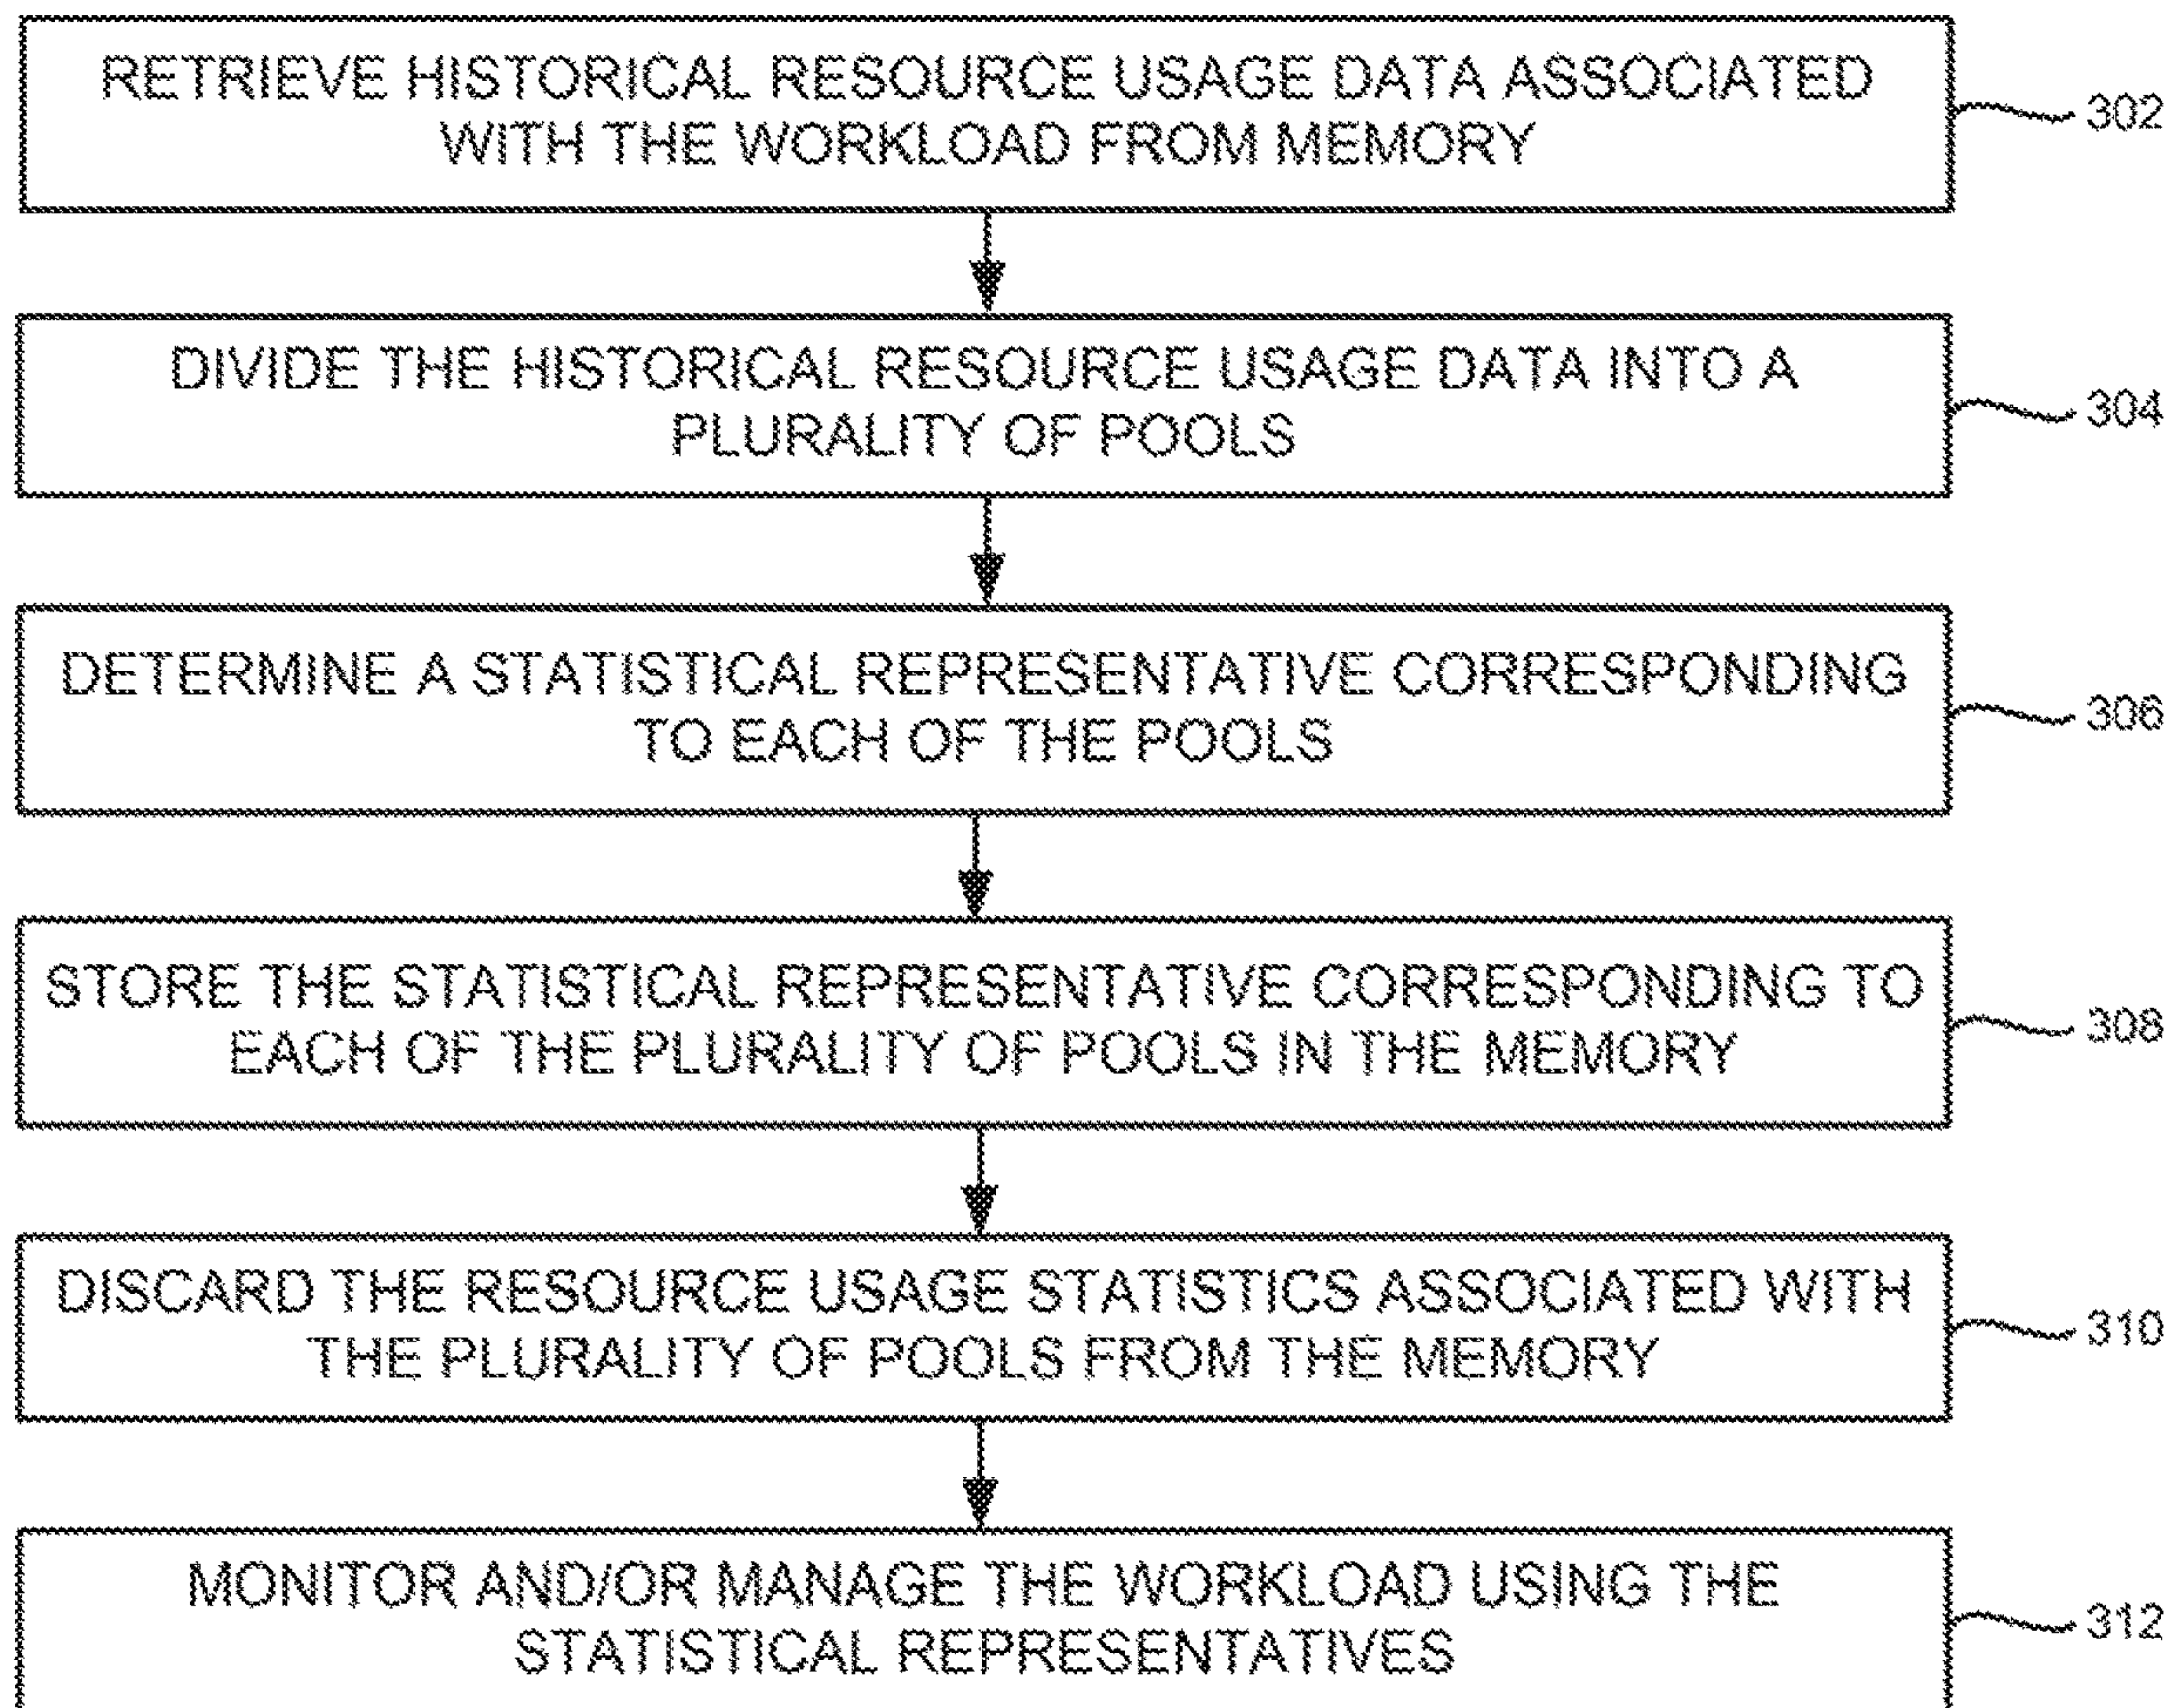 RETRIEVE HISTORICAL RESOURCE USAGE DATA ASSOCIATED
WITH THE WORKLOAD FROM MEMORY
302
DIVIDE THE HISTORICAL RESOURCE USAGE DATA INTO A
PLURALITY OF POOLS
304
DETERMINE A STATISTICAL REPRESENTATIVE CORRESPONDING
TO EACH OF THE POOLS
306
STORE THE STATISTICAL REPRESENTATIVE CORRESPONDING TO
EACH OF THE PLURALITY OF POOLS IN THE MEMORY
308
DISCARD THE RESOURCE USAGE STATISTICS ASSOCIATED WITH
THE PLURALITY OF POOLS FROM THE MEMORY
310
MONITOR AND/OR MANAGE THE WORKLOAD USING THE
STATISTICAL REPRESENTATIVES
312